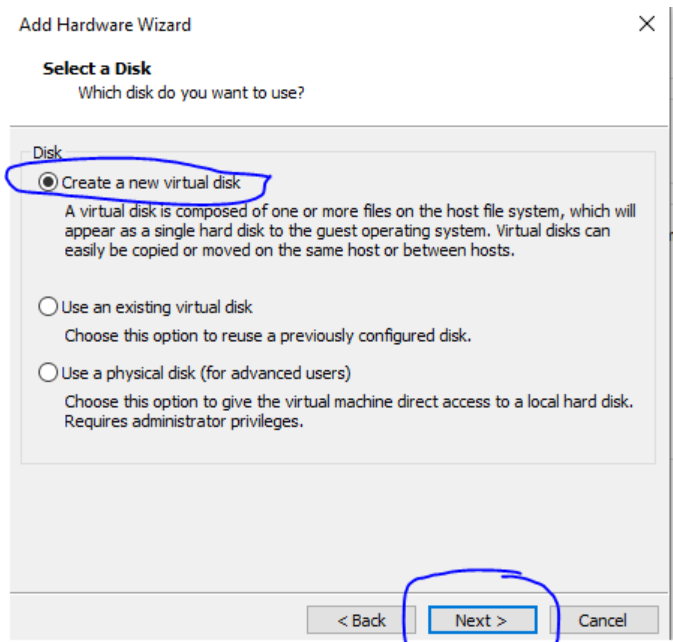 Add Hardware Wizard
Select a Disk
Which disk do you want to use?
Disk
Create a new virtual disk
A virtual disk is composed of one or more files on the host file system, which will
appear as a single hard disk to the guest operating system. Virtual disks can
easily be copied or moved on the same host or between hosts.
Use an existing virtual disk
Choose this option to reuse a previously configured disk.
Use a physical disk (for advanced users)
Choose this option to give the virtual machine direct access to a local hard disk.
Requires administrator privileges.
< Back
Next >
Cancel